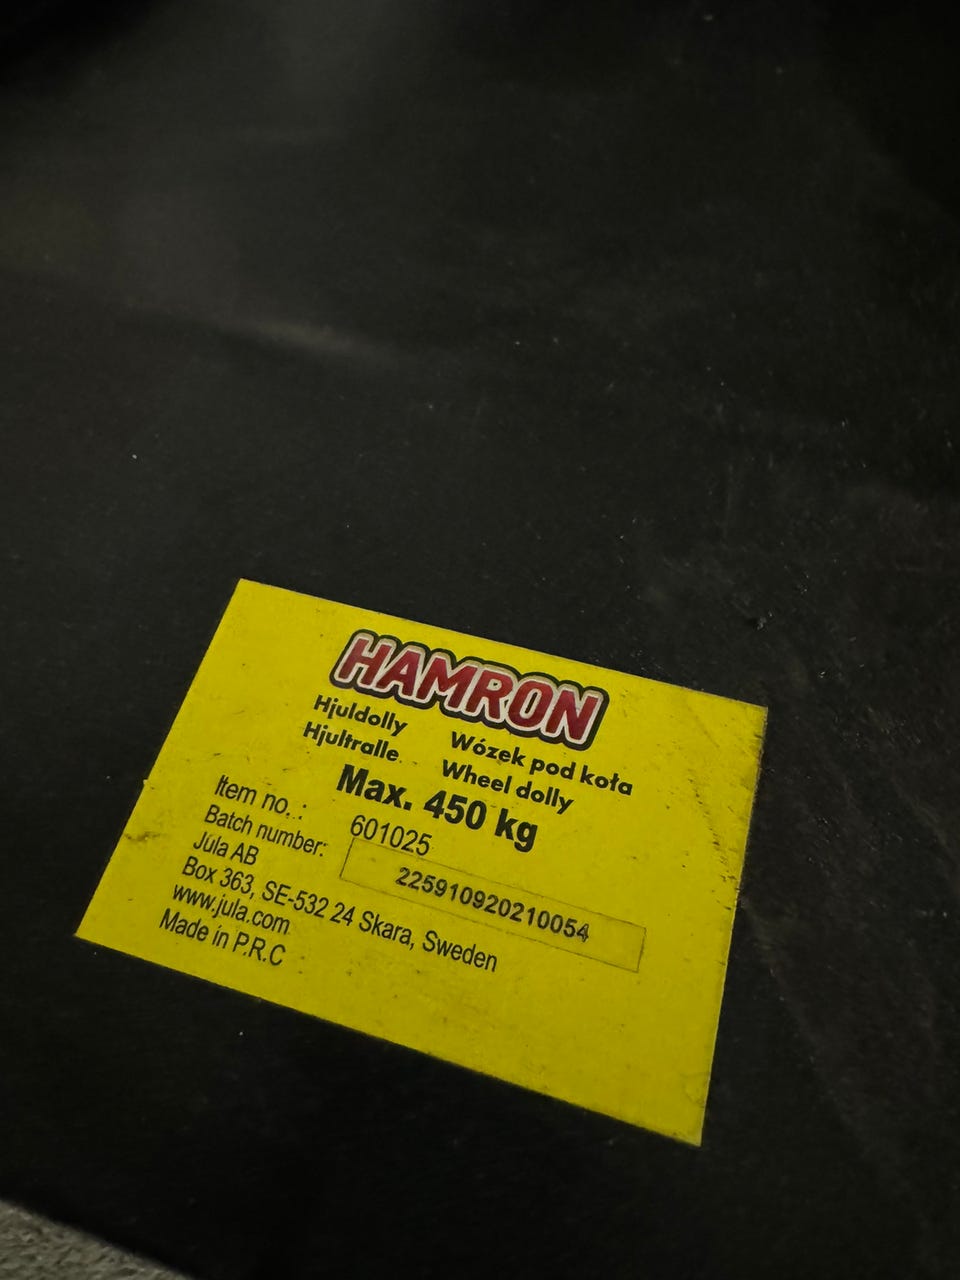 HAMRON
Hjuldolly Wózek pod koła
Hjultralle Wheel dolly
Max. 450 kg
Item no. : 601025
Batch number: 225910920210054
Jula AB
Box 363, SE-532 24 Skara, Sweden
www.jula.com
Made in P.R.C